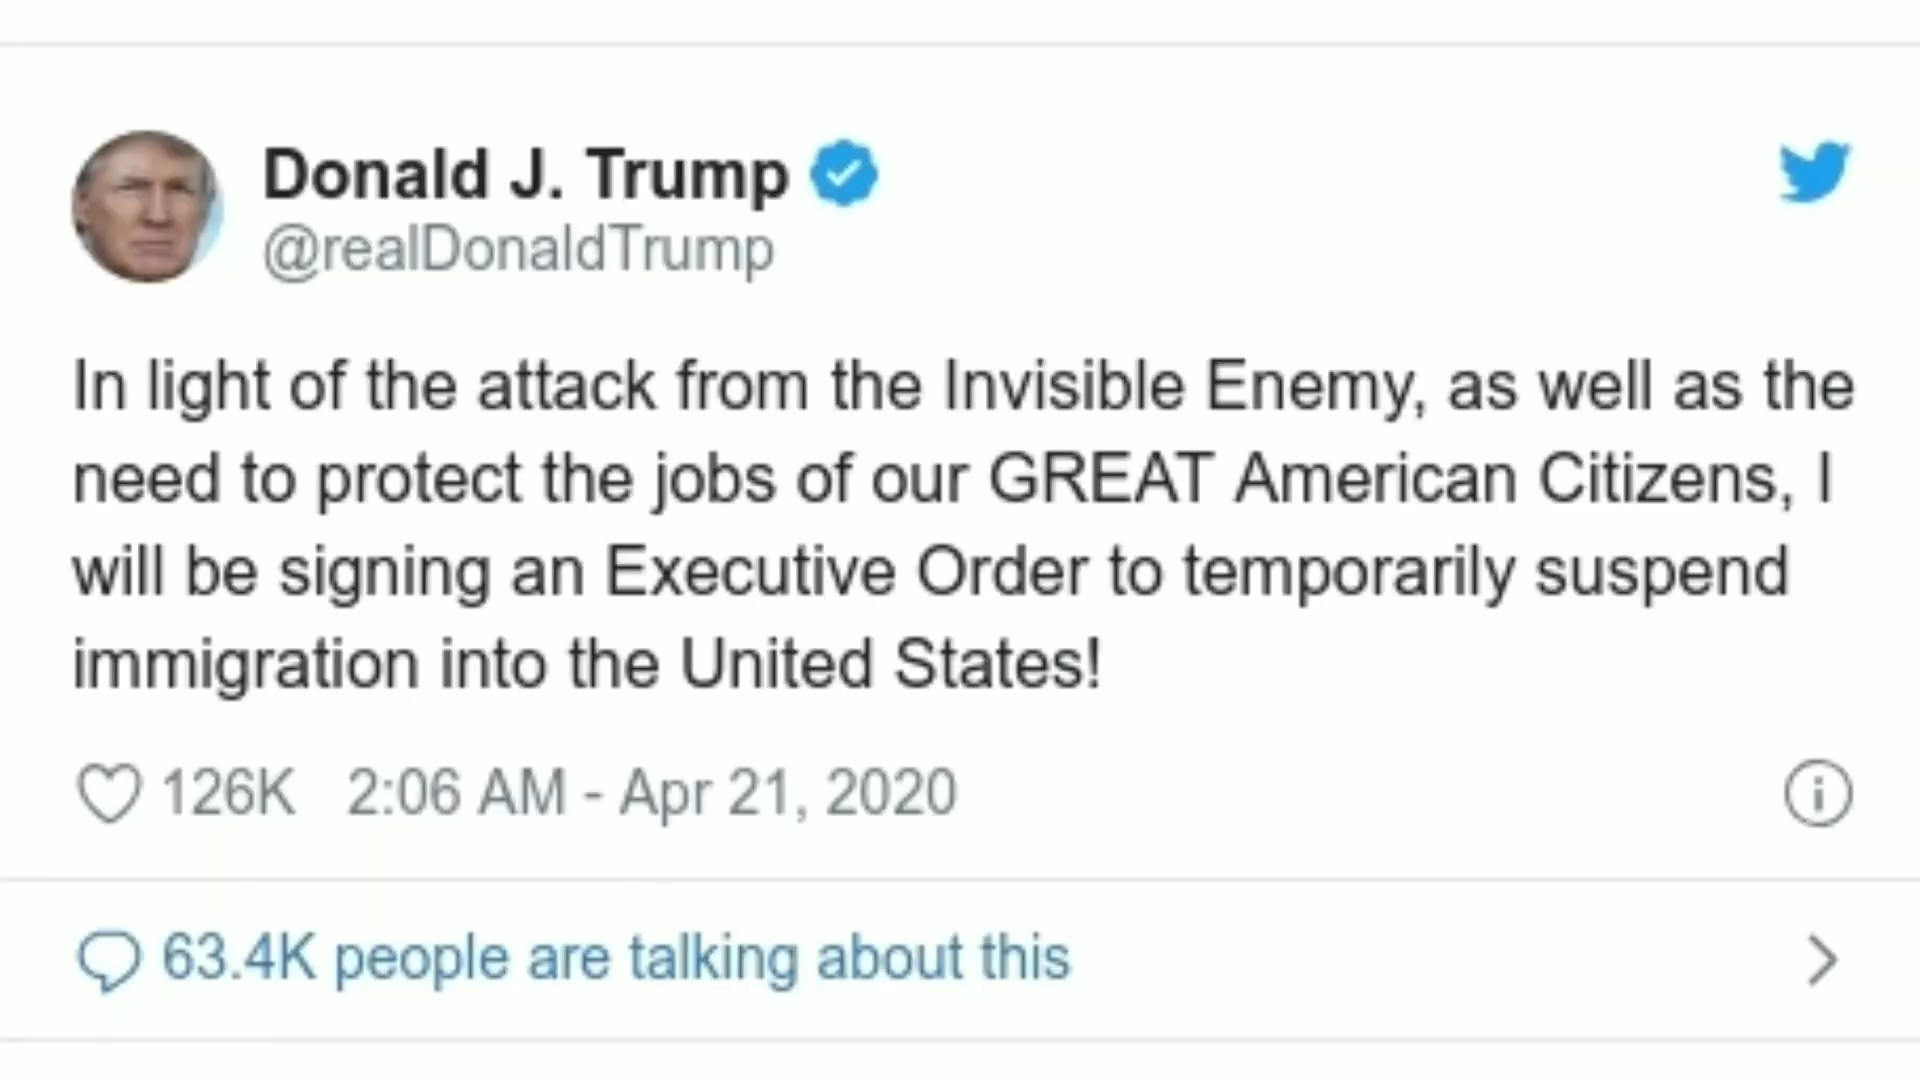 Donald J. Trump
@realDonaldTrump
In light of the attack from the Invisible Enemy, as well as the
need to protect the jobs of our GREAT American Citizens, I
will be signing an Executive Order to temporarily suspend
immigration into the United States!
126K 2:06 AM - Apr 21, 2020
63.4K people are talking about this